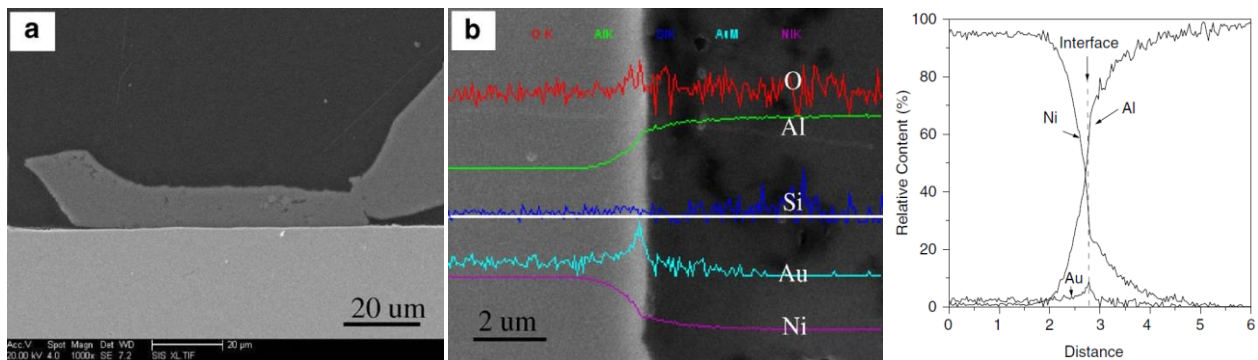 a
20 um
Acc.V Spot Magn Det WD 20 µm
20.00 kV 4.0 1000x SE 7.2 SIS XL TIF
b
O K AlK SiK AuM NiK
O
Al
Si
Au
Ni
2 um
Relative Content (%)
100
80
60
40
20
0
Interface
Ni
Al
Au
0 1 2 3 4 5 6
Distance